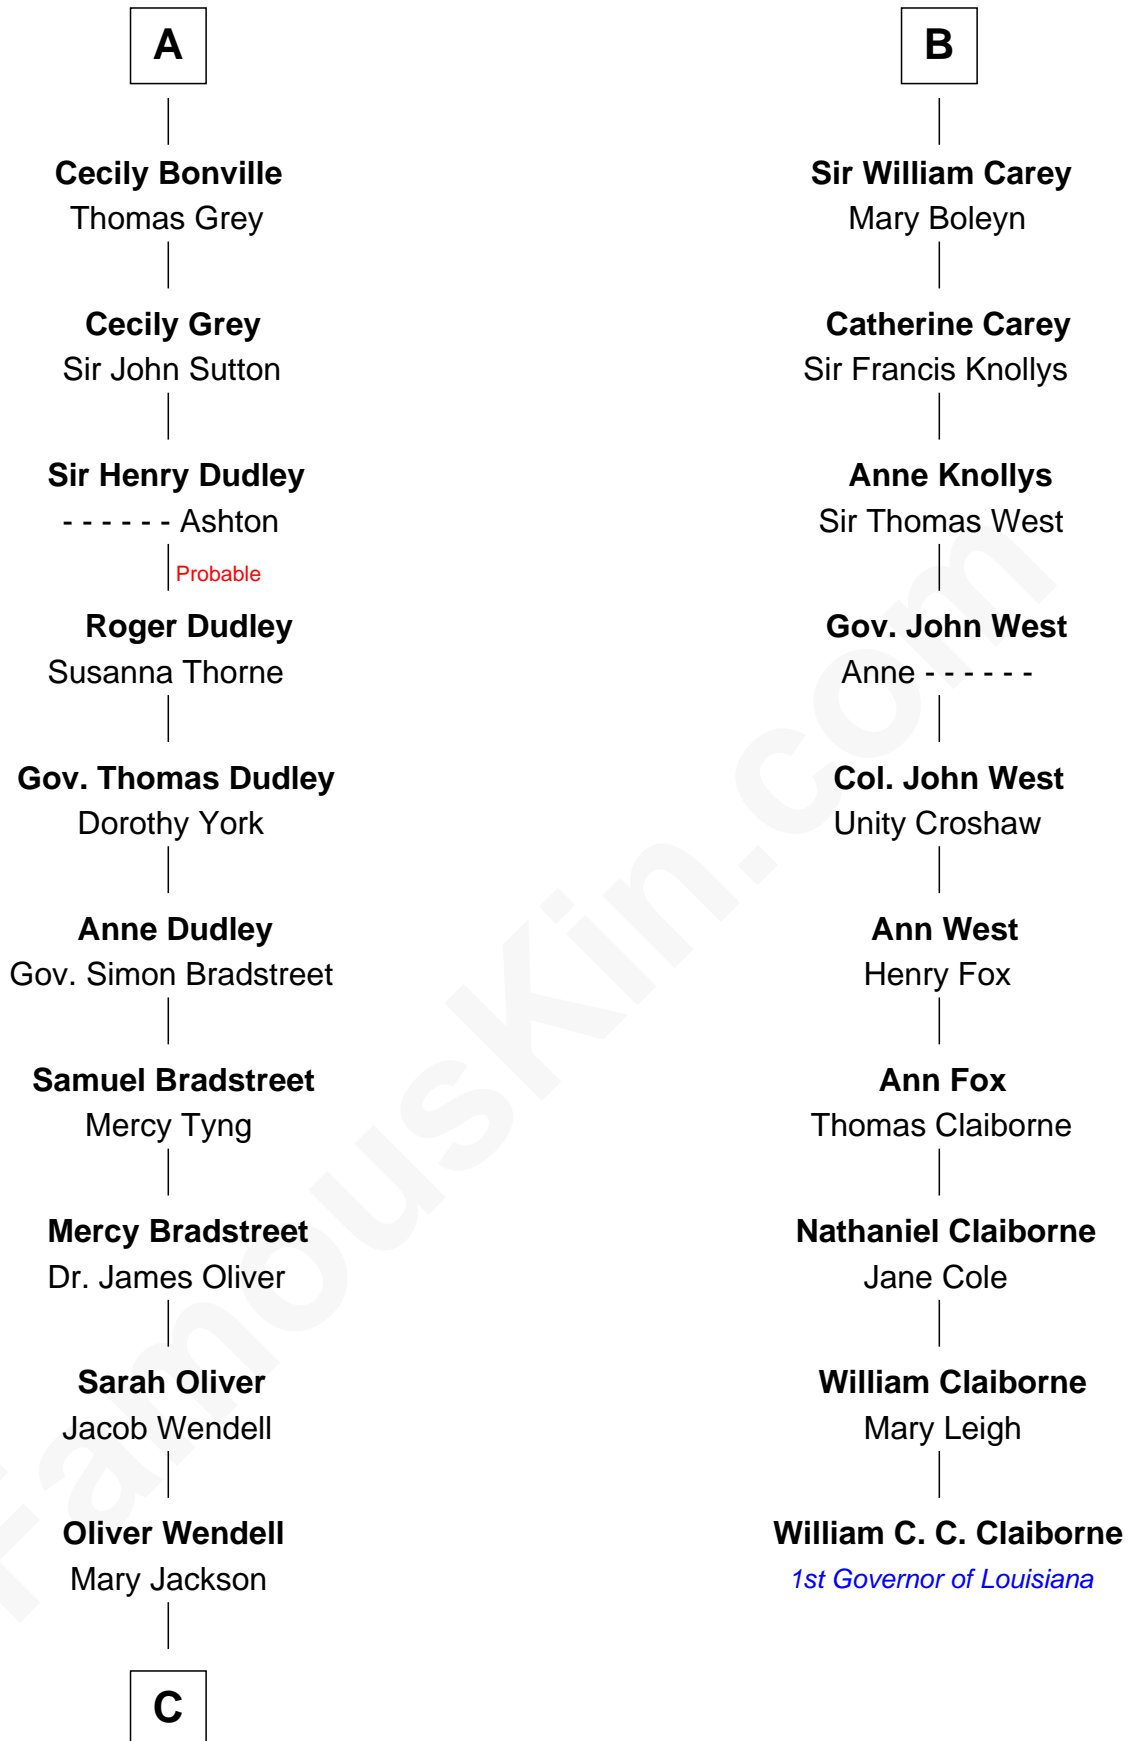 A
Cecily Bonville
Thomas Grey
Cecily Grey
Sir John Sutton
Sir Henry Dudley
- - - - - - Ashton
Probable
Roger Dudley
Susanna Thorne
Gov. Thomas Dudley
Dorothy York
Anne Dudley
Gov. Simon Bradstreet
Samuel Bradstreet
Mercy Tyng
Mercy Bradstreet
Dr. James Oliver
Sarah Oliver
Jacob Wendell
Oliver Wendell
Mary Jackson
C
B
Sir William Carey
Mary Boleyn
Catherine Carey
Sir Francis Knollys
Anne Knollys
Sir Thomas West
Gov. John West
Anne - - - - - -
Col. John West
Unity Croshaw
Ann West
Henry Fox
Ann Fox
Thomas Claiborne
Nathaniel Claiborne
Jane Cole
William Claiborne
Mary Leigh
William C. C. Claiborne
1st Governor of Louisiana
FamousKin.com